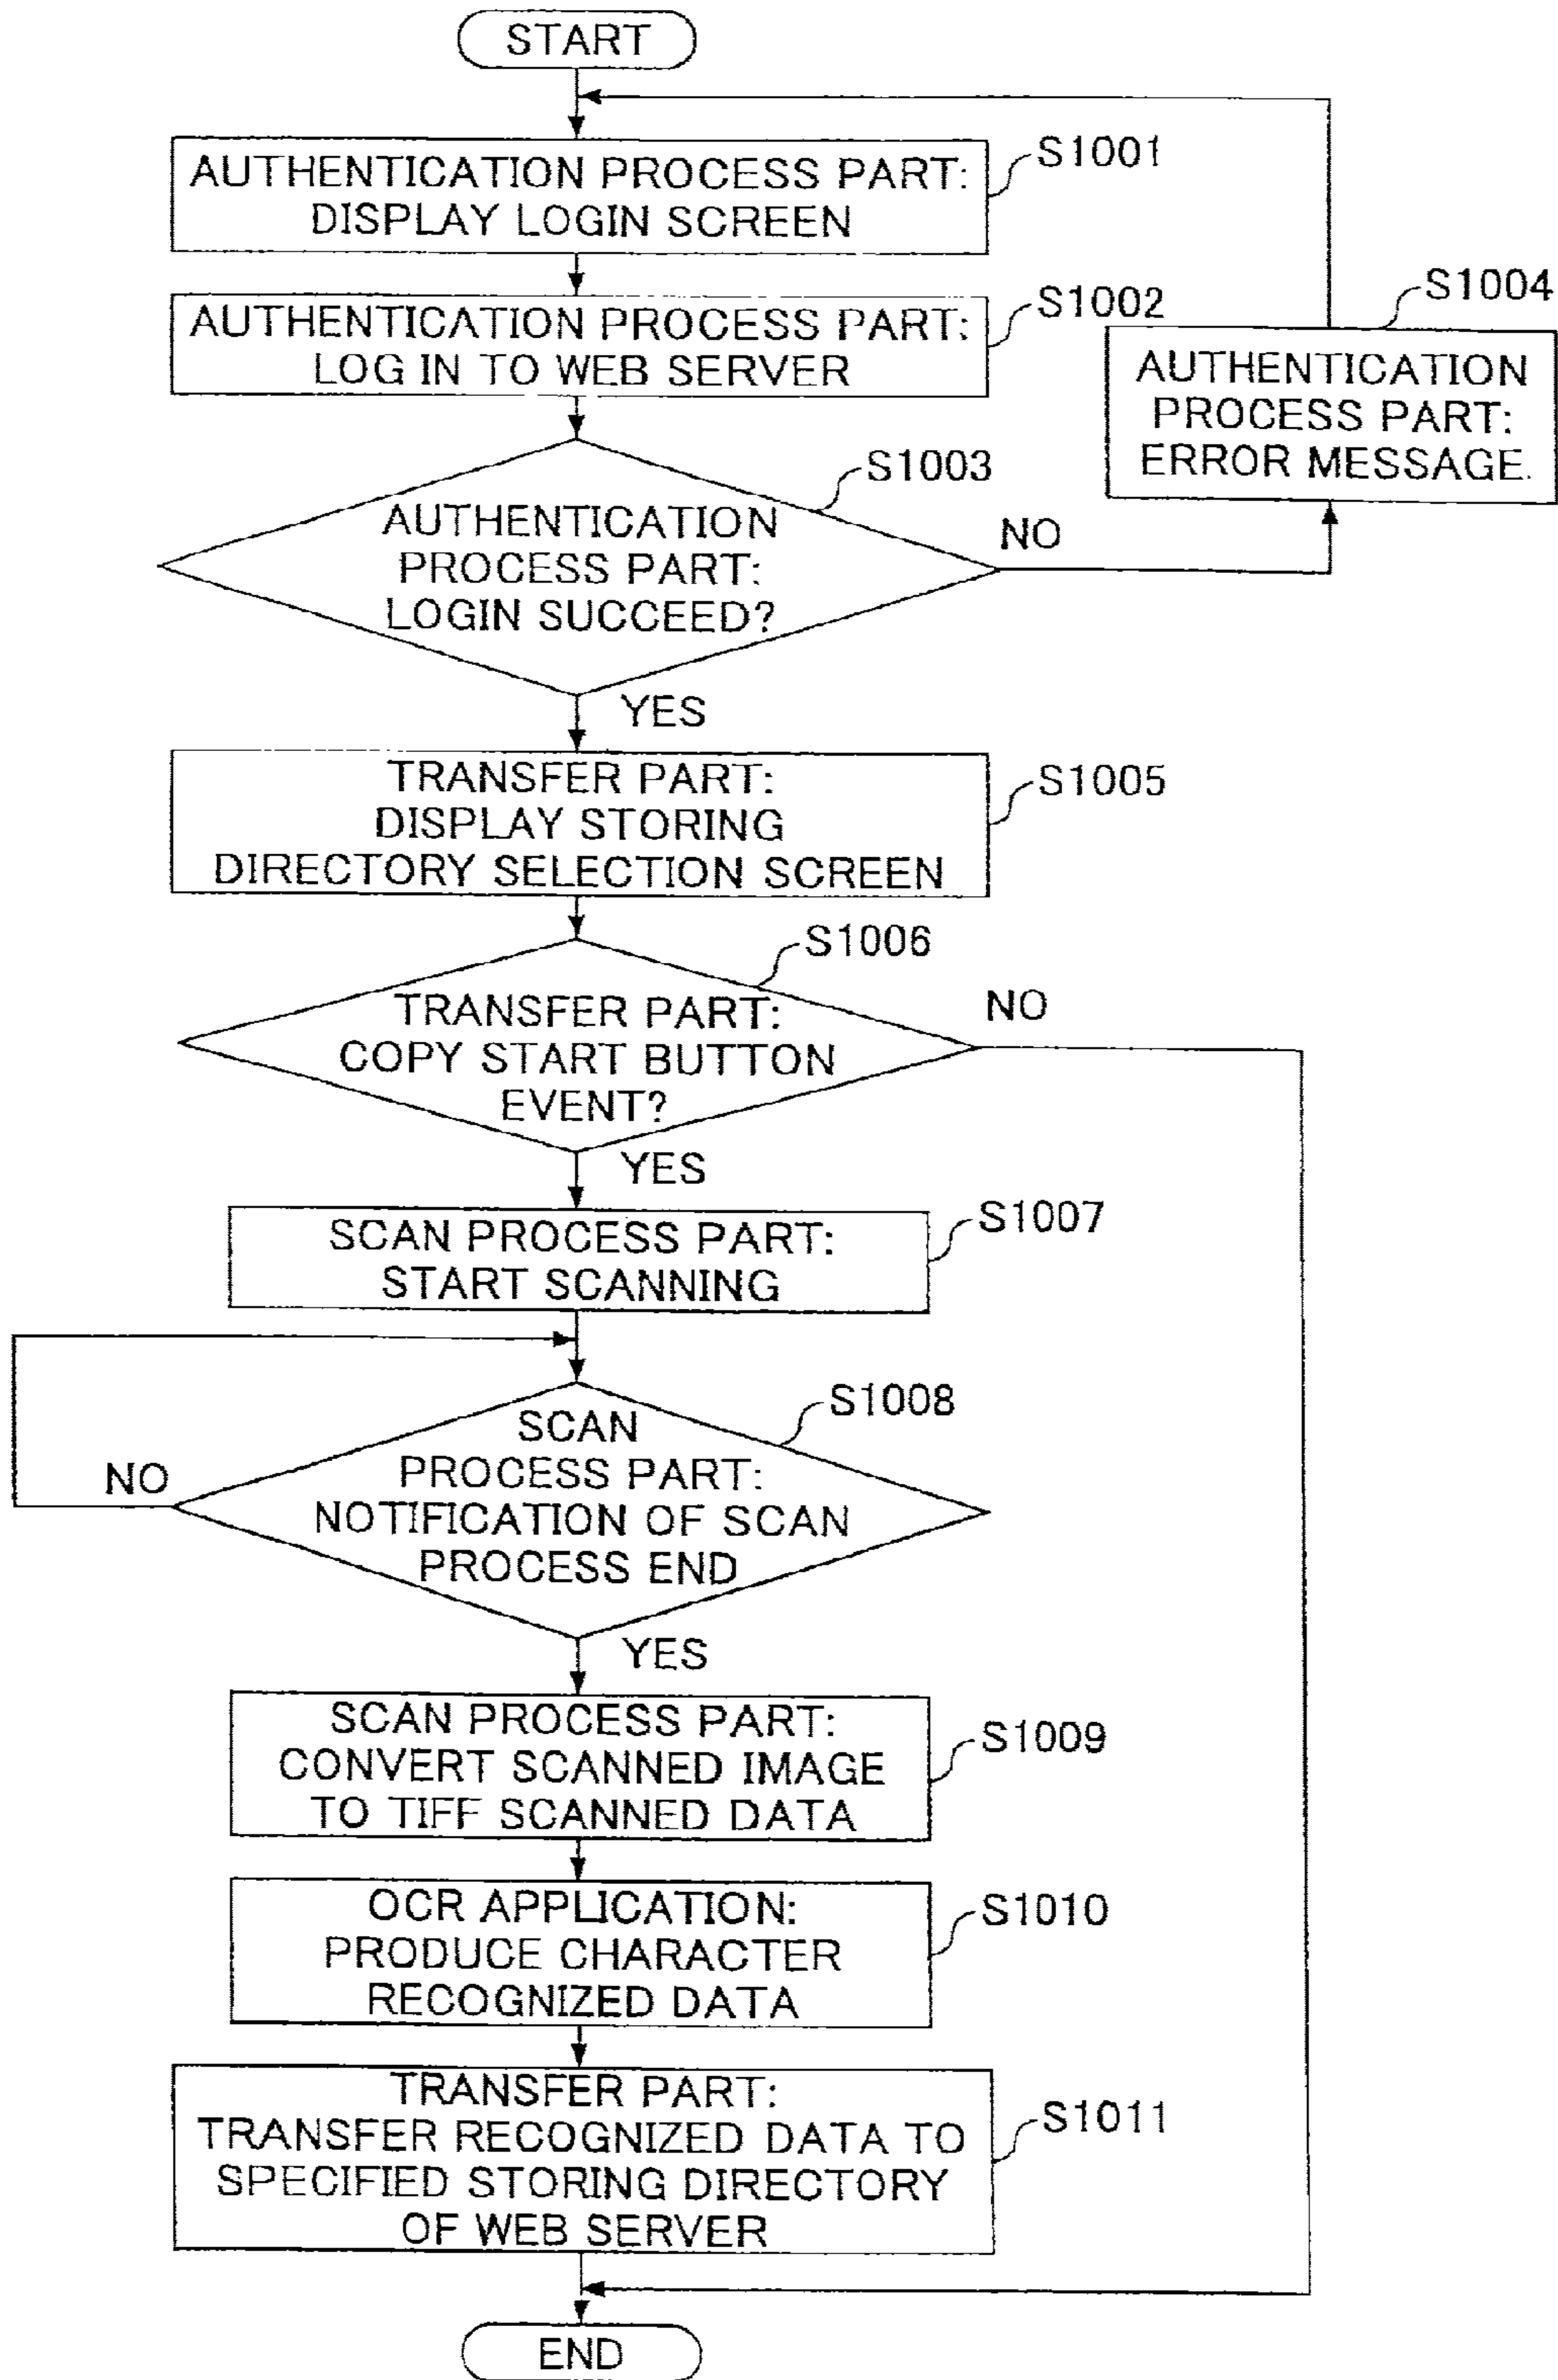 START
AUTHENTICATION PROCESS PART:
DISPLAY LOGIN SCREEN
S1001
AUTHENTICATION PROCESS PART:
LOG IN TO WEB SERVER
S1002
AUTHENTICATION
PROCESS PART:
LOGIN SUCCEED?
S1003
NO
S1004
AUTHENTICATION
PROCESS PART:
ERROR MESSAGE.
YES
TRANSFER PART:
DISPLAY STORING
DIRECTORY SELECTION SCREEN
S1005
TRANSFER PART:
COPY START BUTTON
EVENT?
S1006
NO
YES
SCAN PROCESS PART:
START SCANNING
S1007
SCAN
PROCESS PART:
NOTIFICATION OF SCAN
PROCESS END
S1008
NO
YES
SCAN PROCESS PART:
CONVERT SCANNED IMAGE
TO TIFF SCANNED DATA
S1009
OCR APPLICATION:
PRODUCE CHARACTER
RECOGNIZED DATA
S1010
TRANSFER PART:
TRANSFER RECOGNIZED DATA TO
SPECIFIED STORING DIRECTORY
OF WEB SERVER
S1011
END